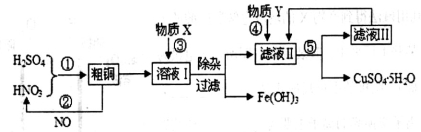 物质X
③
物质Y
④
H₂SO₄
①
粗铜
溶液Ⅰ
除杂
过滤
滤液Ⅱ
⑤
滤液Ⅲ
HNO₃
②
NO
Fe(OH)₃
CuSO₄·5H₂O